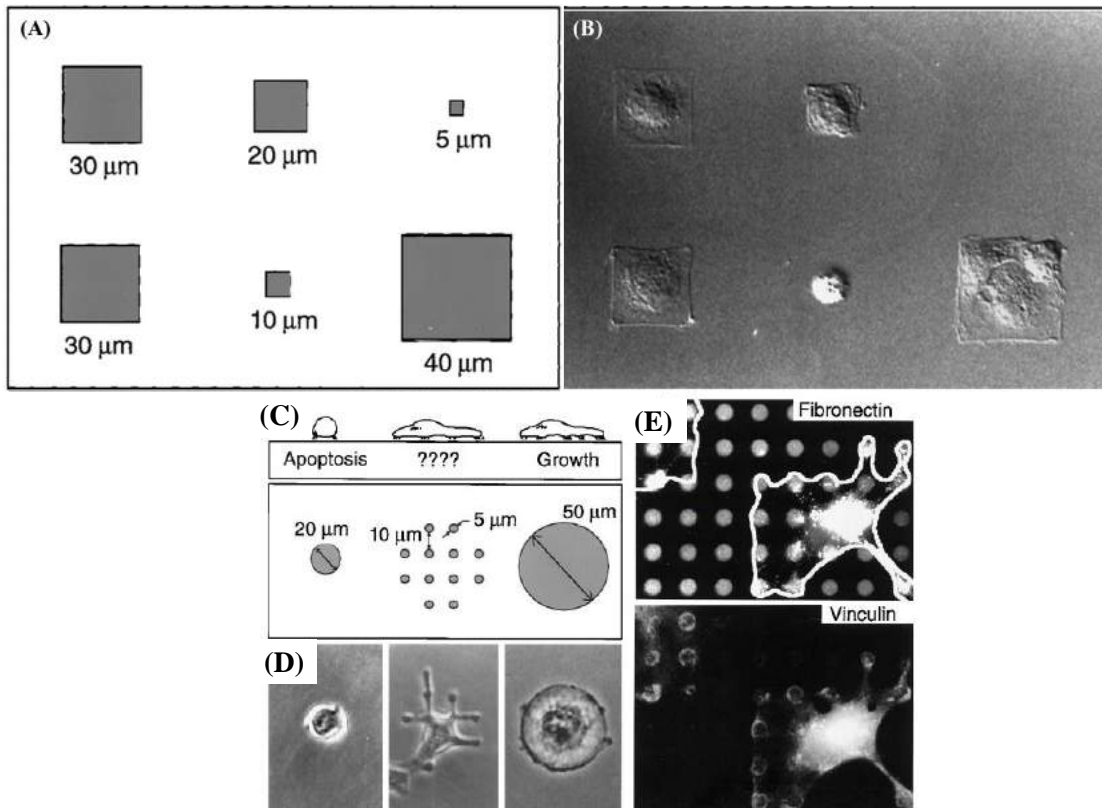 (A)
30 μm
20 μm
5 μm
30 μm
10 μm
40 μm
(B)
(C)
Apoptosis
????
Growth
20 μm
10 μm
5 μm
50 μm
(D)
(E)
Fibronectin
Vinculin